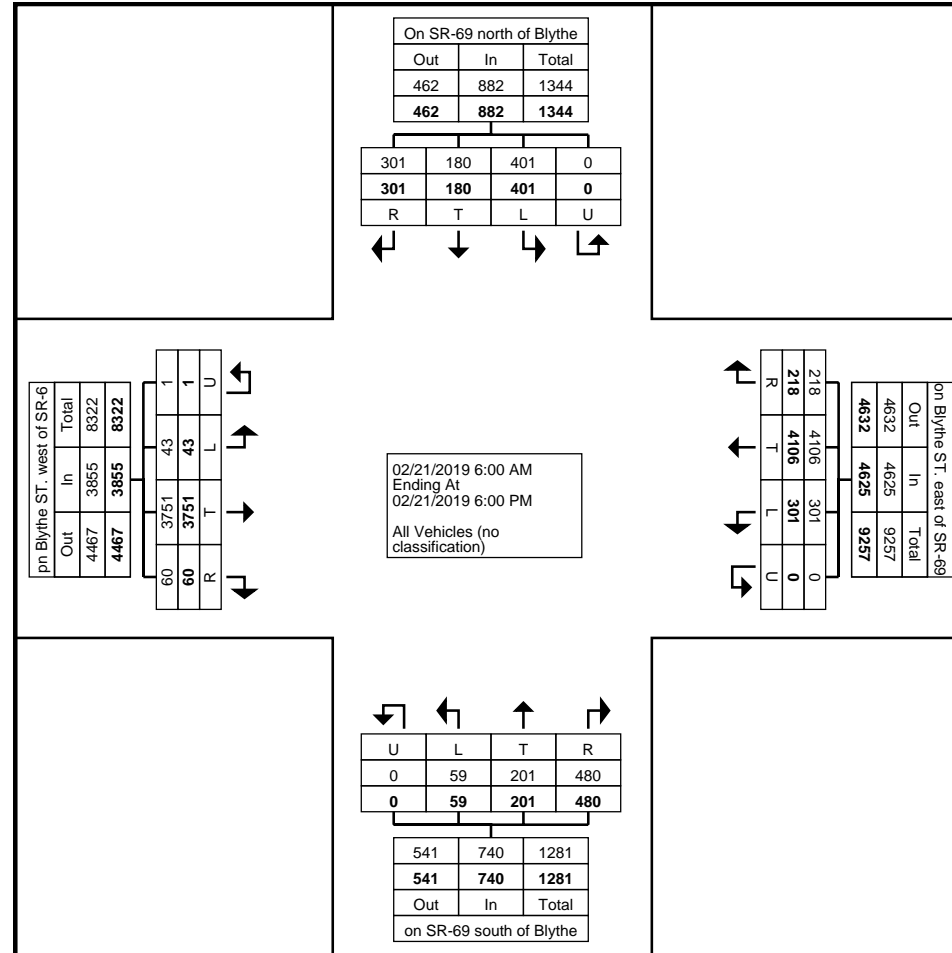 On SR-69 north of Blythe
Out In Total
462 882 1344
462 882 1344
301 180 401 0
301 180 401 0
R T L U
pn Blythe ST. west of SR-6
Out In Total
4467 3855 8322
4467 3855 8322
60 3751 43 1
60 3751 43 1
R T L U
02/21/2019 6:00 AM
Ending At
02/21/2019 6:00 PM
All Vehicles (no
classification)
on Blythe ST. east of SR-69
Out In Total
4632 4625 9257
4632 4625 9257
218 4106 301 0
218 4106 301 0
R T L U
U L T R
0 59 201 480
0 59 201 480
541 740 1281
541 740 1281
Out In Total
on SR-69 south of Blythe